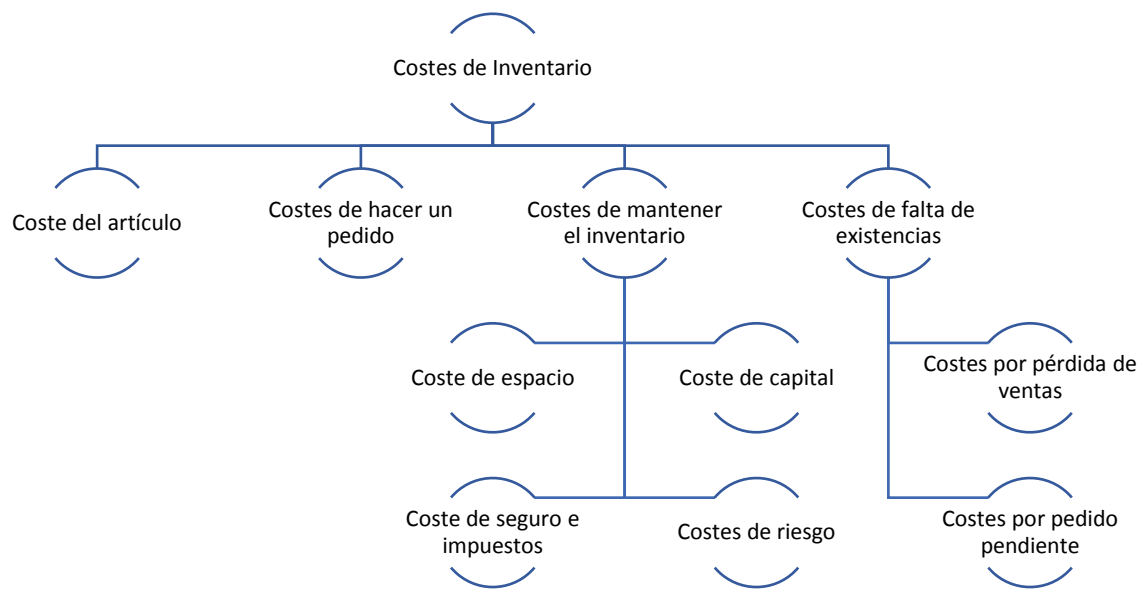 Costes de Inventario
Coste del artículo
Costes de hacer un
pedido
Costes de mantener
el inventario
Costes de falta de
existencias
Coste de espacio
Coste de capital
Costes por pérdida de
ventas
Coste de seguro e
impuestos
Costes de riesgo
Costes por pedido
pendiente